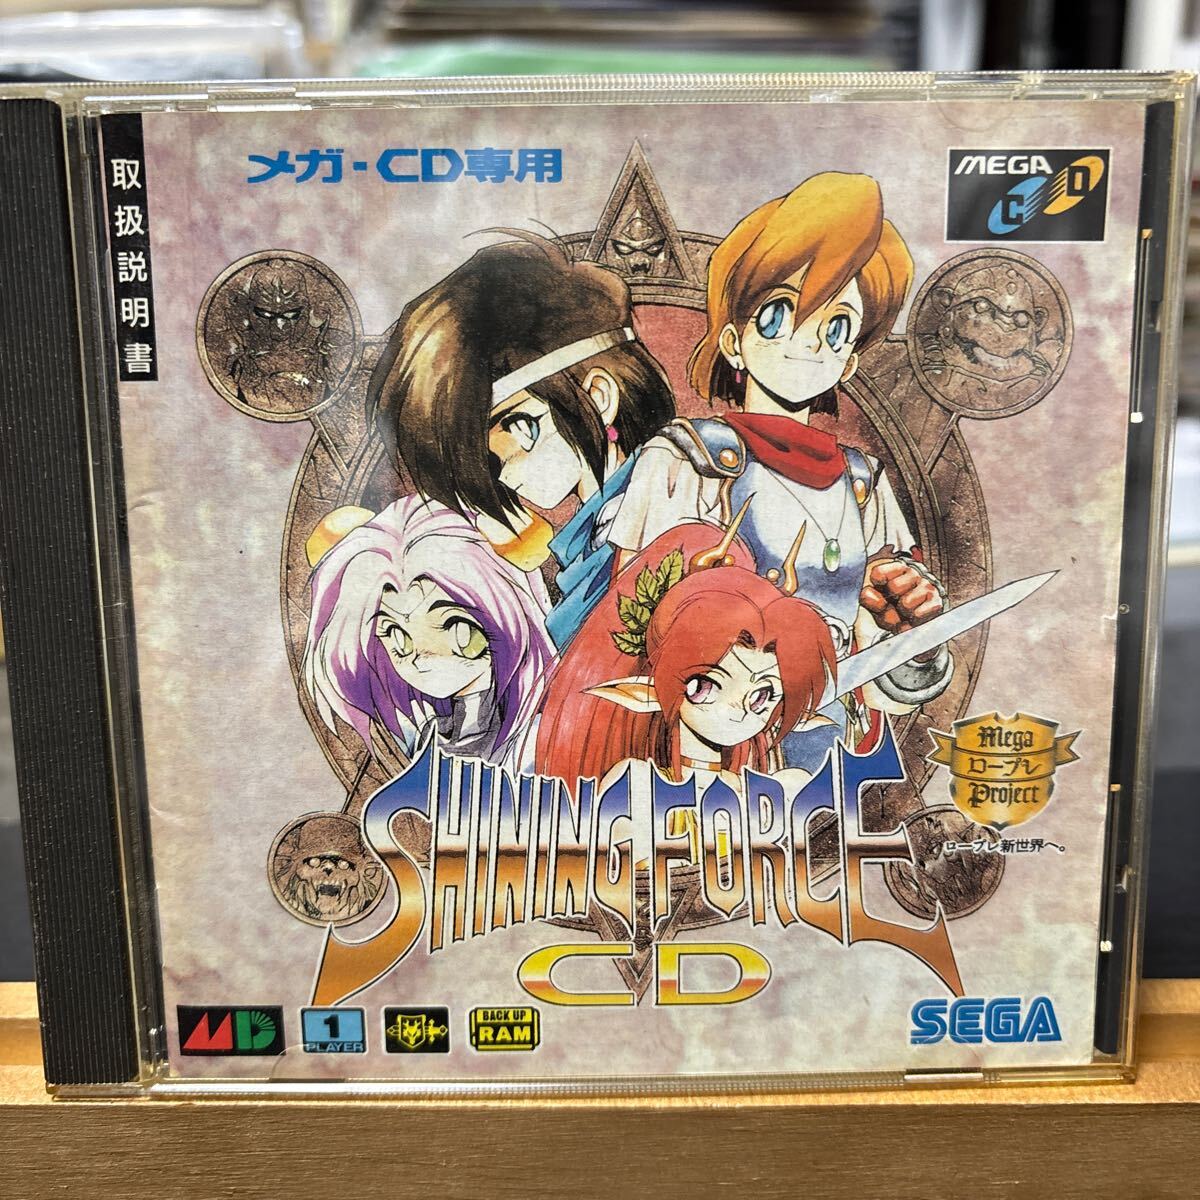 取扱説明書
メガ-CD専用
MEGA
CD
Mega
ロープレ
Project
ロープレ新世界へ。
SHINING FORCE
CD
MD
1
PLAYER
BACK UP
RAM
SEGA